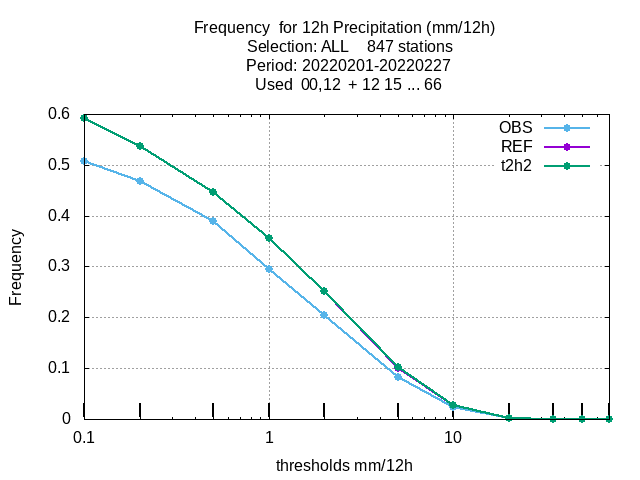 Frequency  for 12h Precipitation (mm/12h)
Selection: ALL    847 stations
Period: 20220201-20220227
Used  00,12  + 12 15 ... 66
0.6
0.5
0.4
0.3
0.2
0.1
0
Frequency
OBS
REF
t2h2
0.1
1
10
thresholds mm/12h